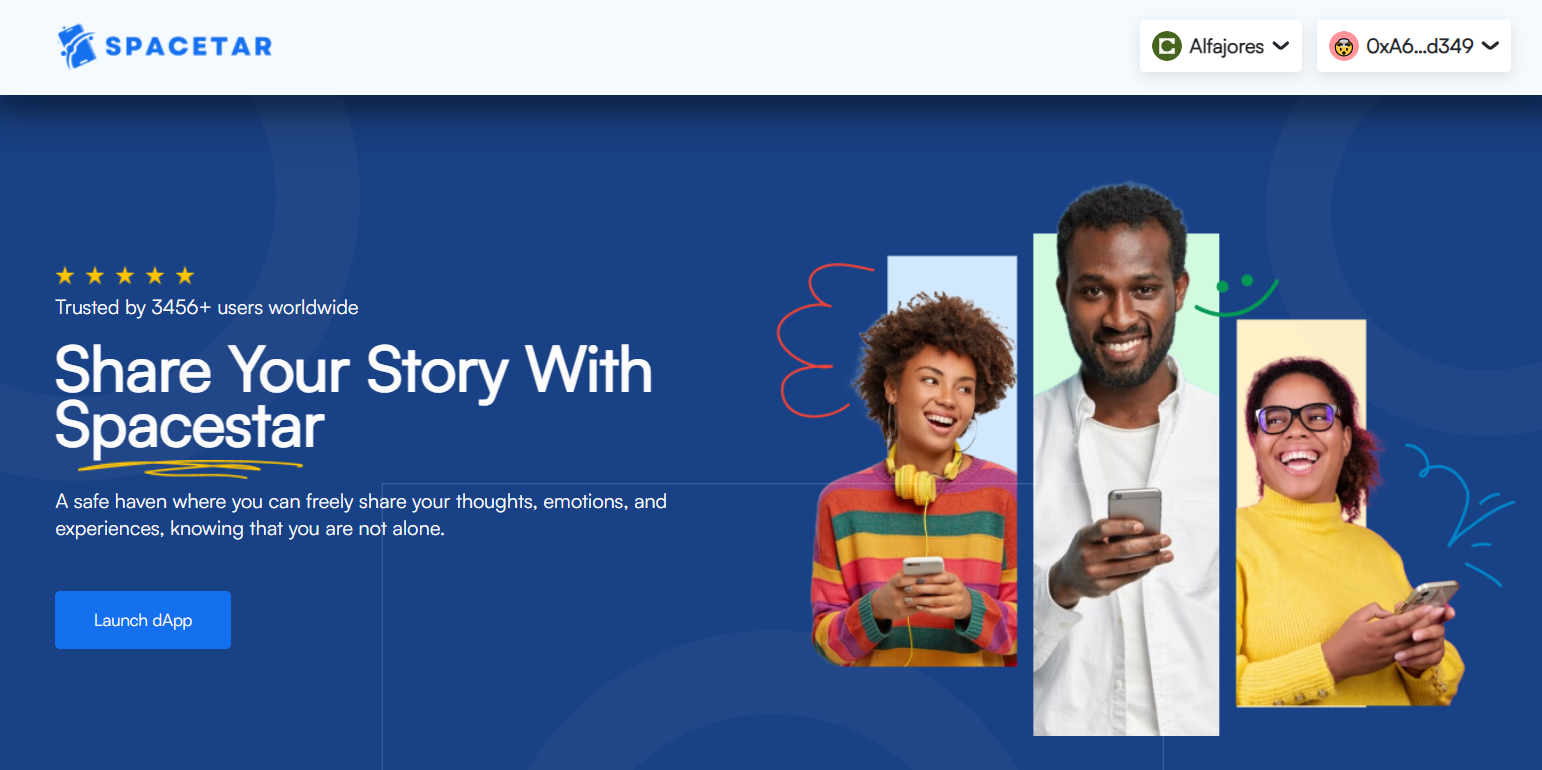 SPACETAR
Alfajores
0xA6...d349
Trusted by 3456+ users worldwide
Share Your Story With
Spacestar
A safe haven where you can freely share your thoughts, emotions, and
experiences, knowing that you are not alone.
Launch dApp